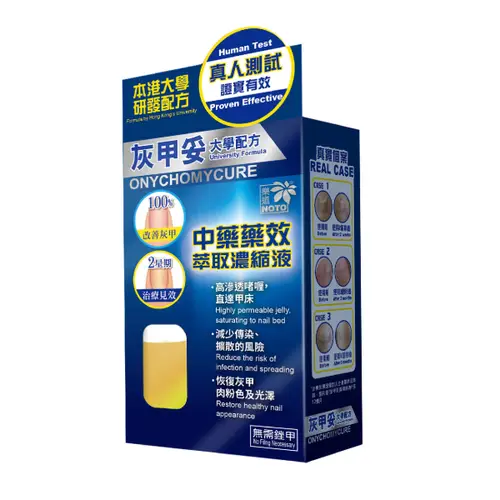 Human Test
真人測試
證實有效
Proven Effective
本港大學
研發配方
Formula by Hong Kong's University
灰甲妥 大學配方
University Formula
ONYCHOMYCURE
100%
改善灰甲
樂道
NOTO
2星期
治療見效
中藥藥效
萃取濃縮液
·高滲透啫喱,
直達甲床
Highly permeable jelly,
saturating to nail bed
·減少傳染、
擴散的風險
Reduce the risk of
infection and spreading
·恢復灰甲
肉粉色及光澤
Restore healthy nail
appearance
無需銼甲
No Filing Necessary
真實個案
REAL CASE
CASE 1
CASE 2
CASE 3
灰甲妥 大學配方
ONYCHOMYCURE